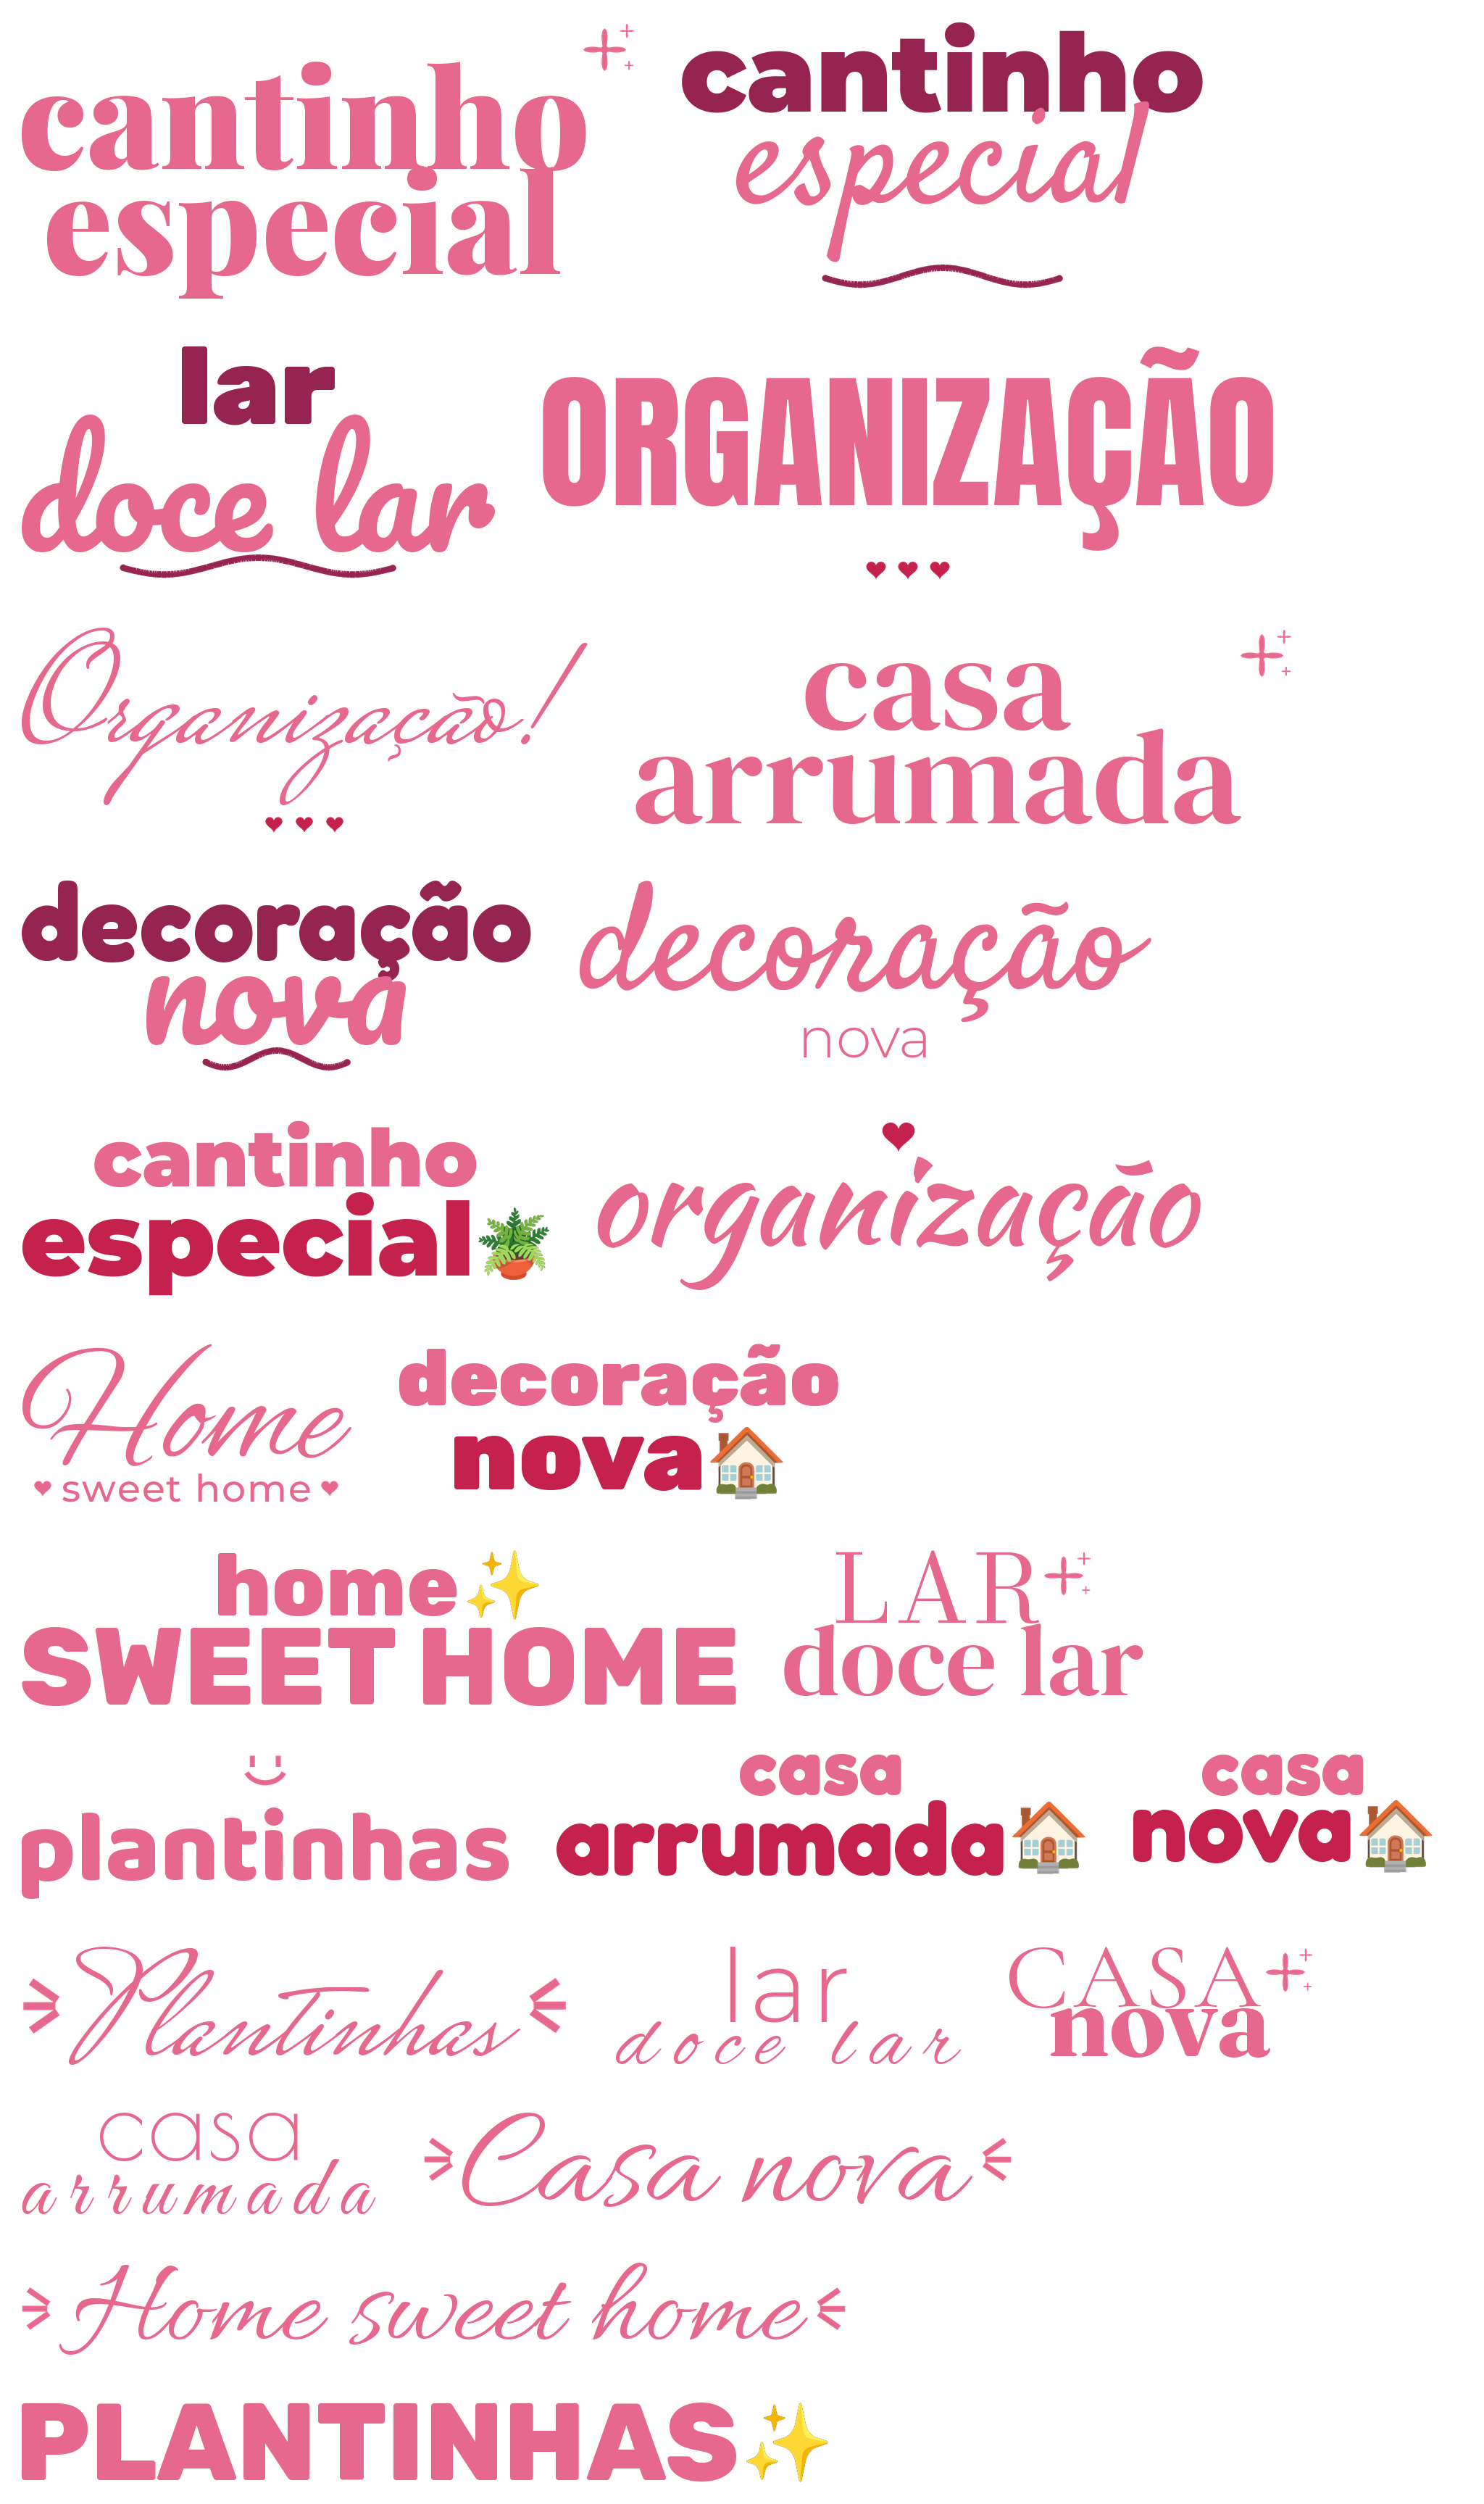 cantinho
especial
cantinho
especial
lar
doce lar
ORGANIZAÇÃO
Organização!
casa
arrumada
decoração
nova
decoração
nova
cantinho
especial
organização
Home
sweet home
decoração
nova
home
SWEET HOME
LAR
doce lar
plantinhas
casa
arrumada
casa
nova
Plantinhas
lar
doce lar
CASA
nova
casa
arrumada
Casa nova
Home sweet home
PLANTINHAS